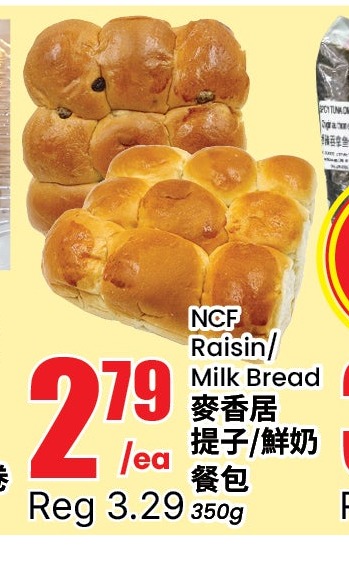 NCF
Raisin/
Milk Bread
麥香居
提子/鮮奶
餐包
350g
2.79
/ea
Reg 3.29